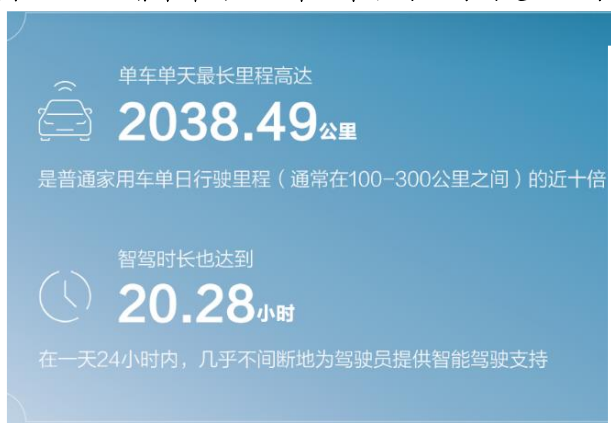 单车单天最长里程高达
2038.49公里
是普通家用车单日行驶里程（通常在100-300公里之间）的近十倍
智驾时长也达到
20.28小时
在一天24小时内，几乎不间断地为驾驶员提供智能驾驶支持